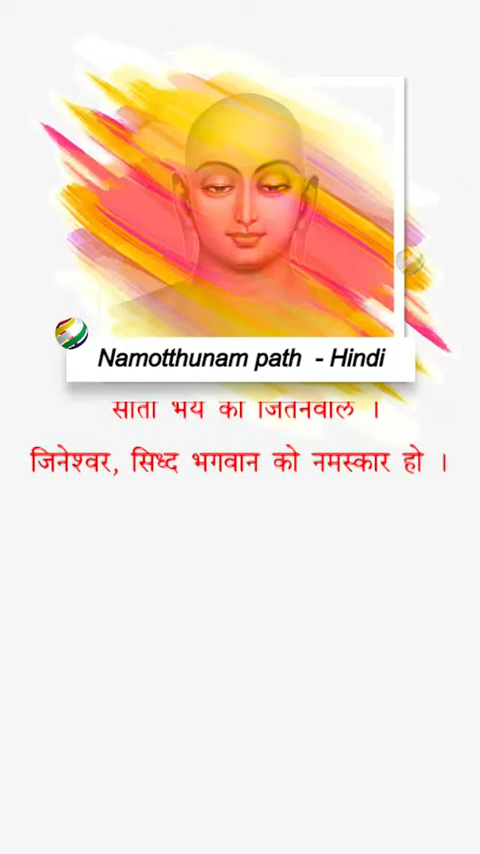 Namotthunam path - Hindi
साता भय को जितनेवाले ।
जिनेश्वर, सिध्द भगवान को नमस्कार हो ।